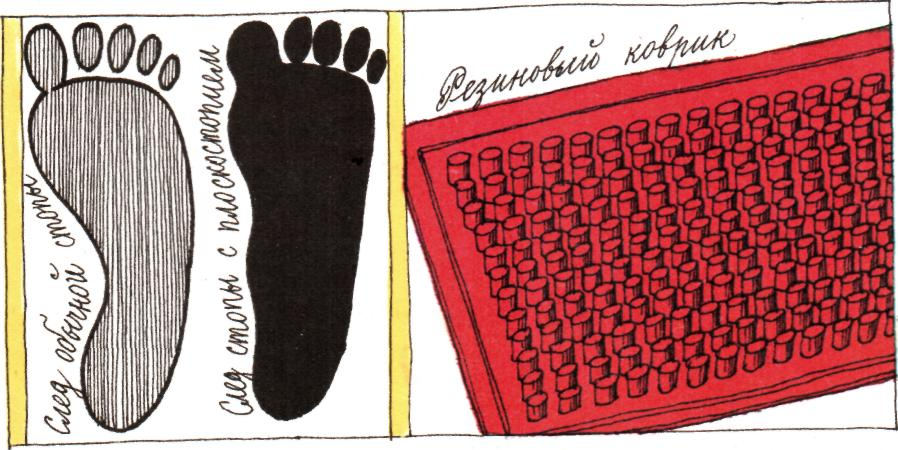 След обычной стопы
След стопы с плоскостопием
Резиновый коврик